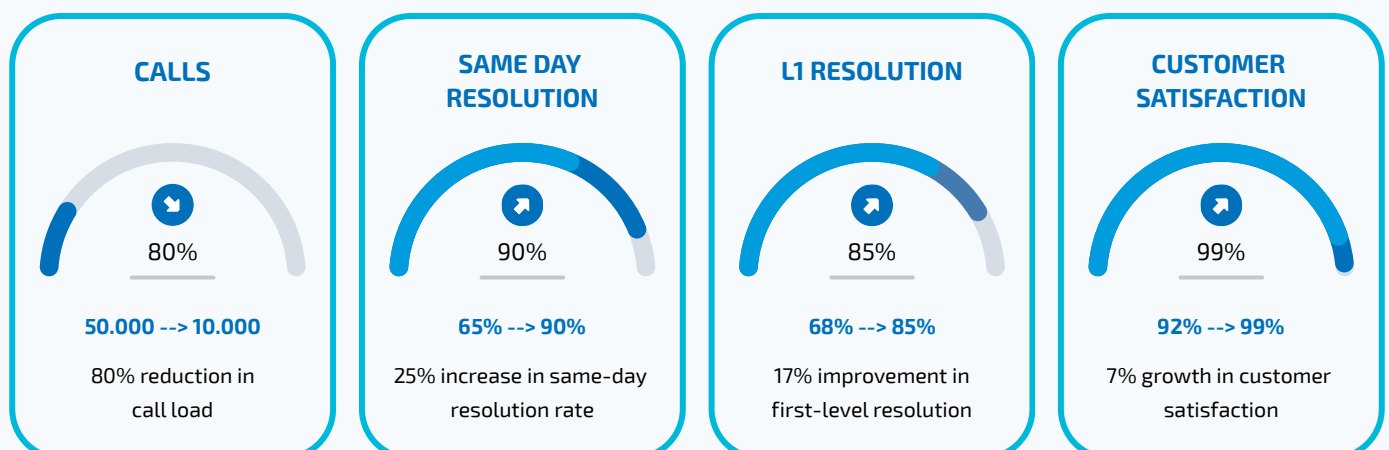 CALLS
80%
50.000 --> 10.000
80% reduction in
call load
SAME DAY
RESOLUTION
90%
65% --> 90%
25% increase in same-day
resolution rate
L1 RESOLUTION
85%
68% --> 85%
17% improvement in
first-level resolution
CUSTOMER
SATISFACTION
99%
92% --> 99%
7% growth in customer
satisfaction